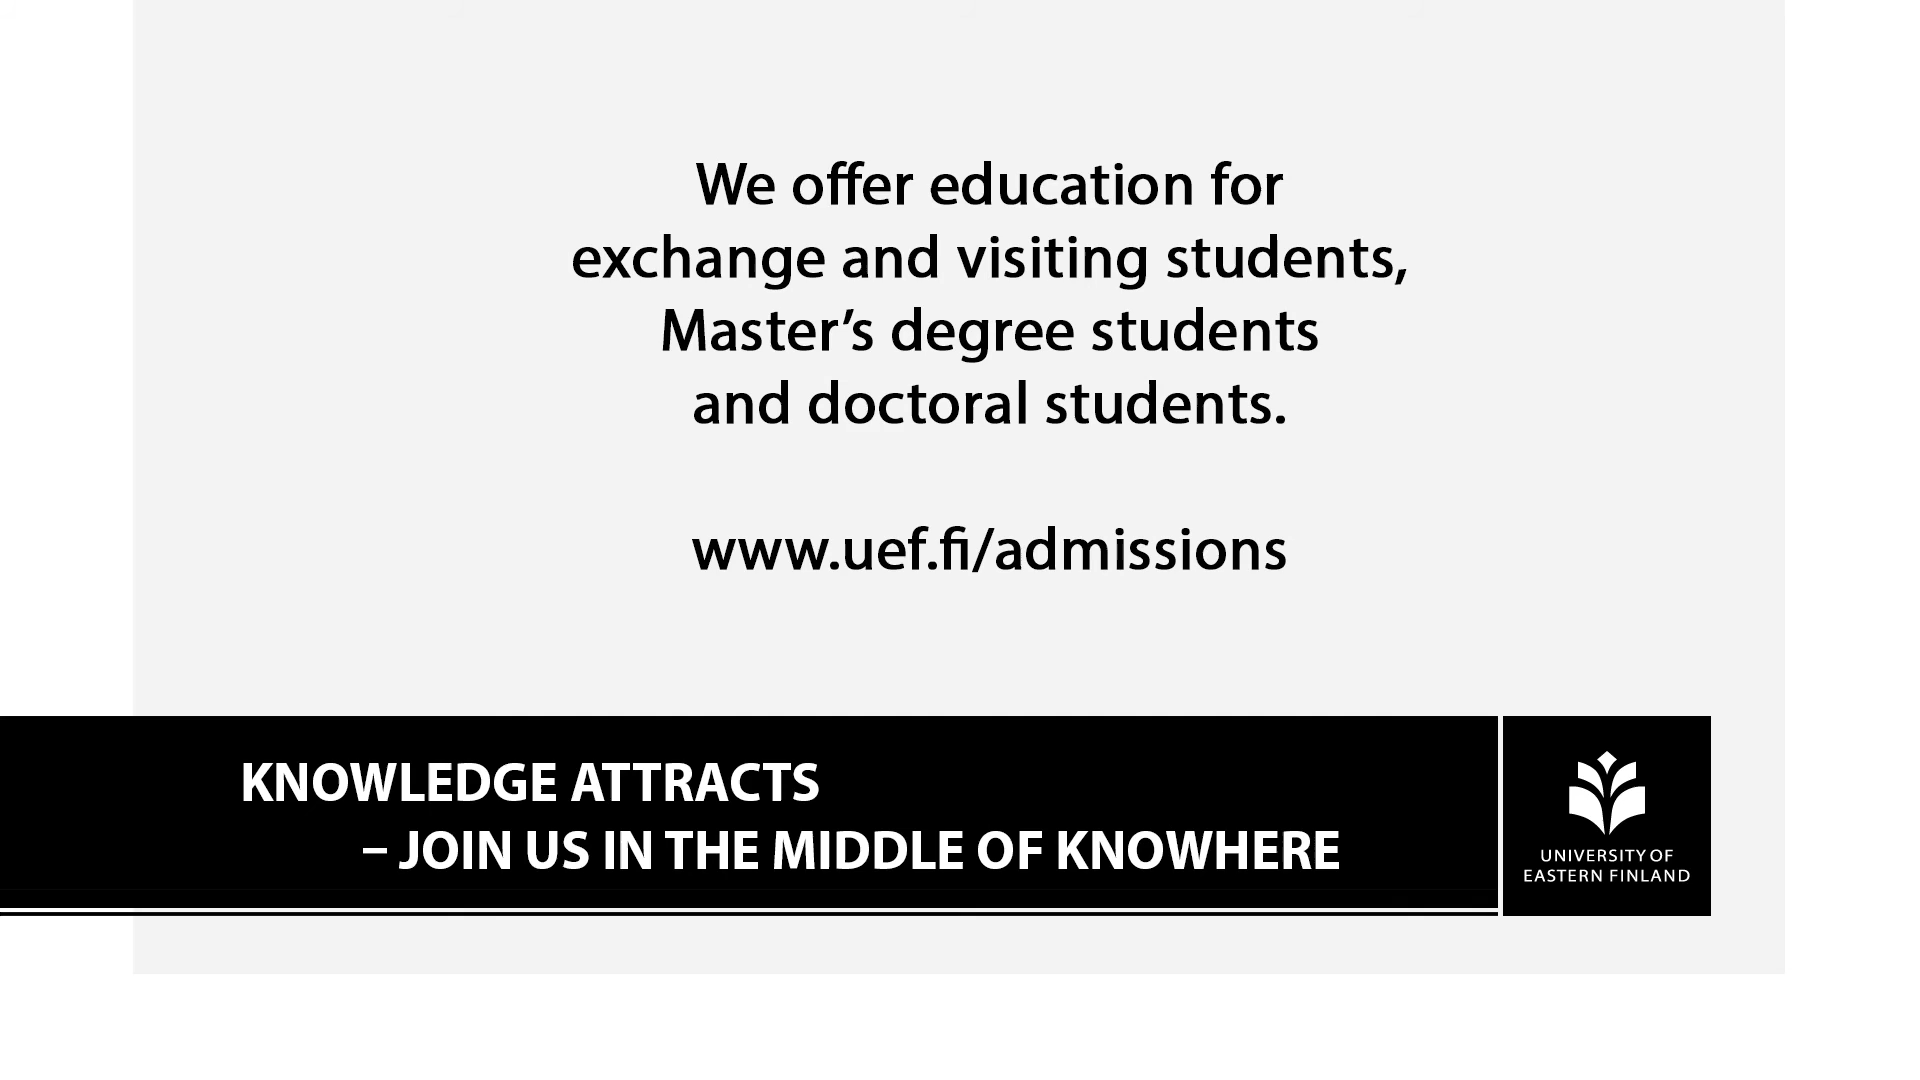 We offer education for
exchange and visiting students,
Master’s degree students
and doctoral students.
www.uef.fi/admissions
KNOWLEDGE ATTRACTS
– JOIN US IN THE MIDDLE OF KNOWHERE
UNIVERSITY OF
EASTERN FINLAND